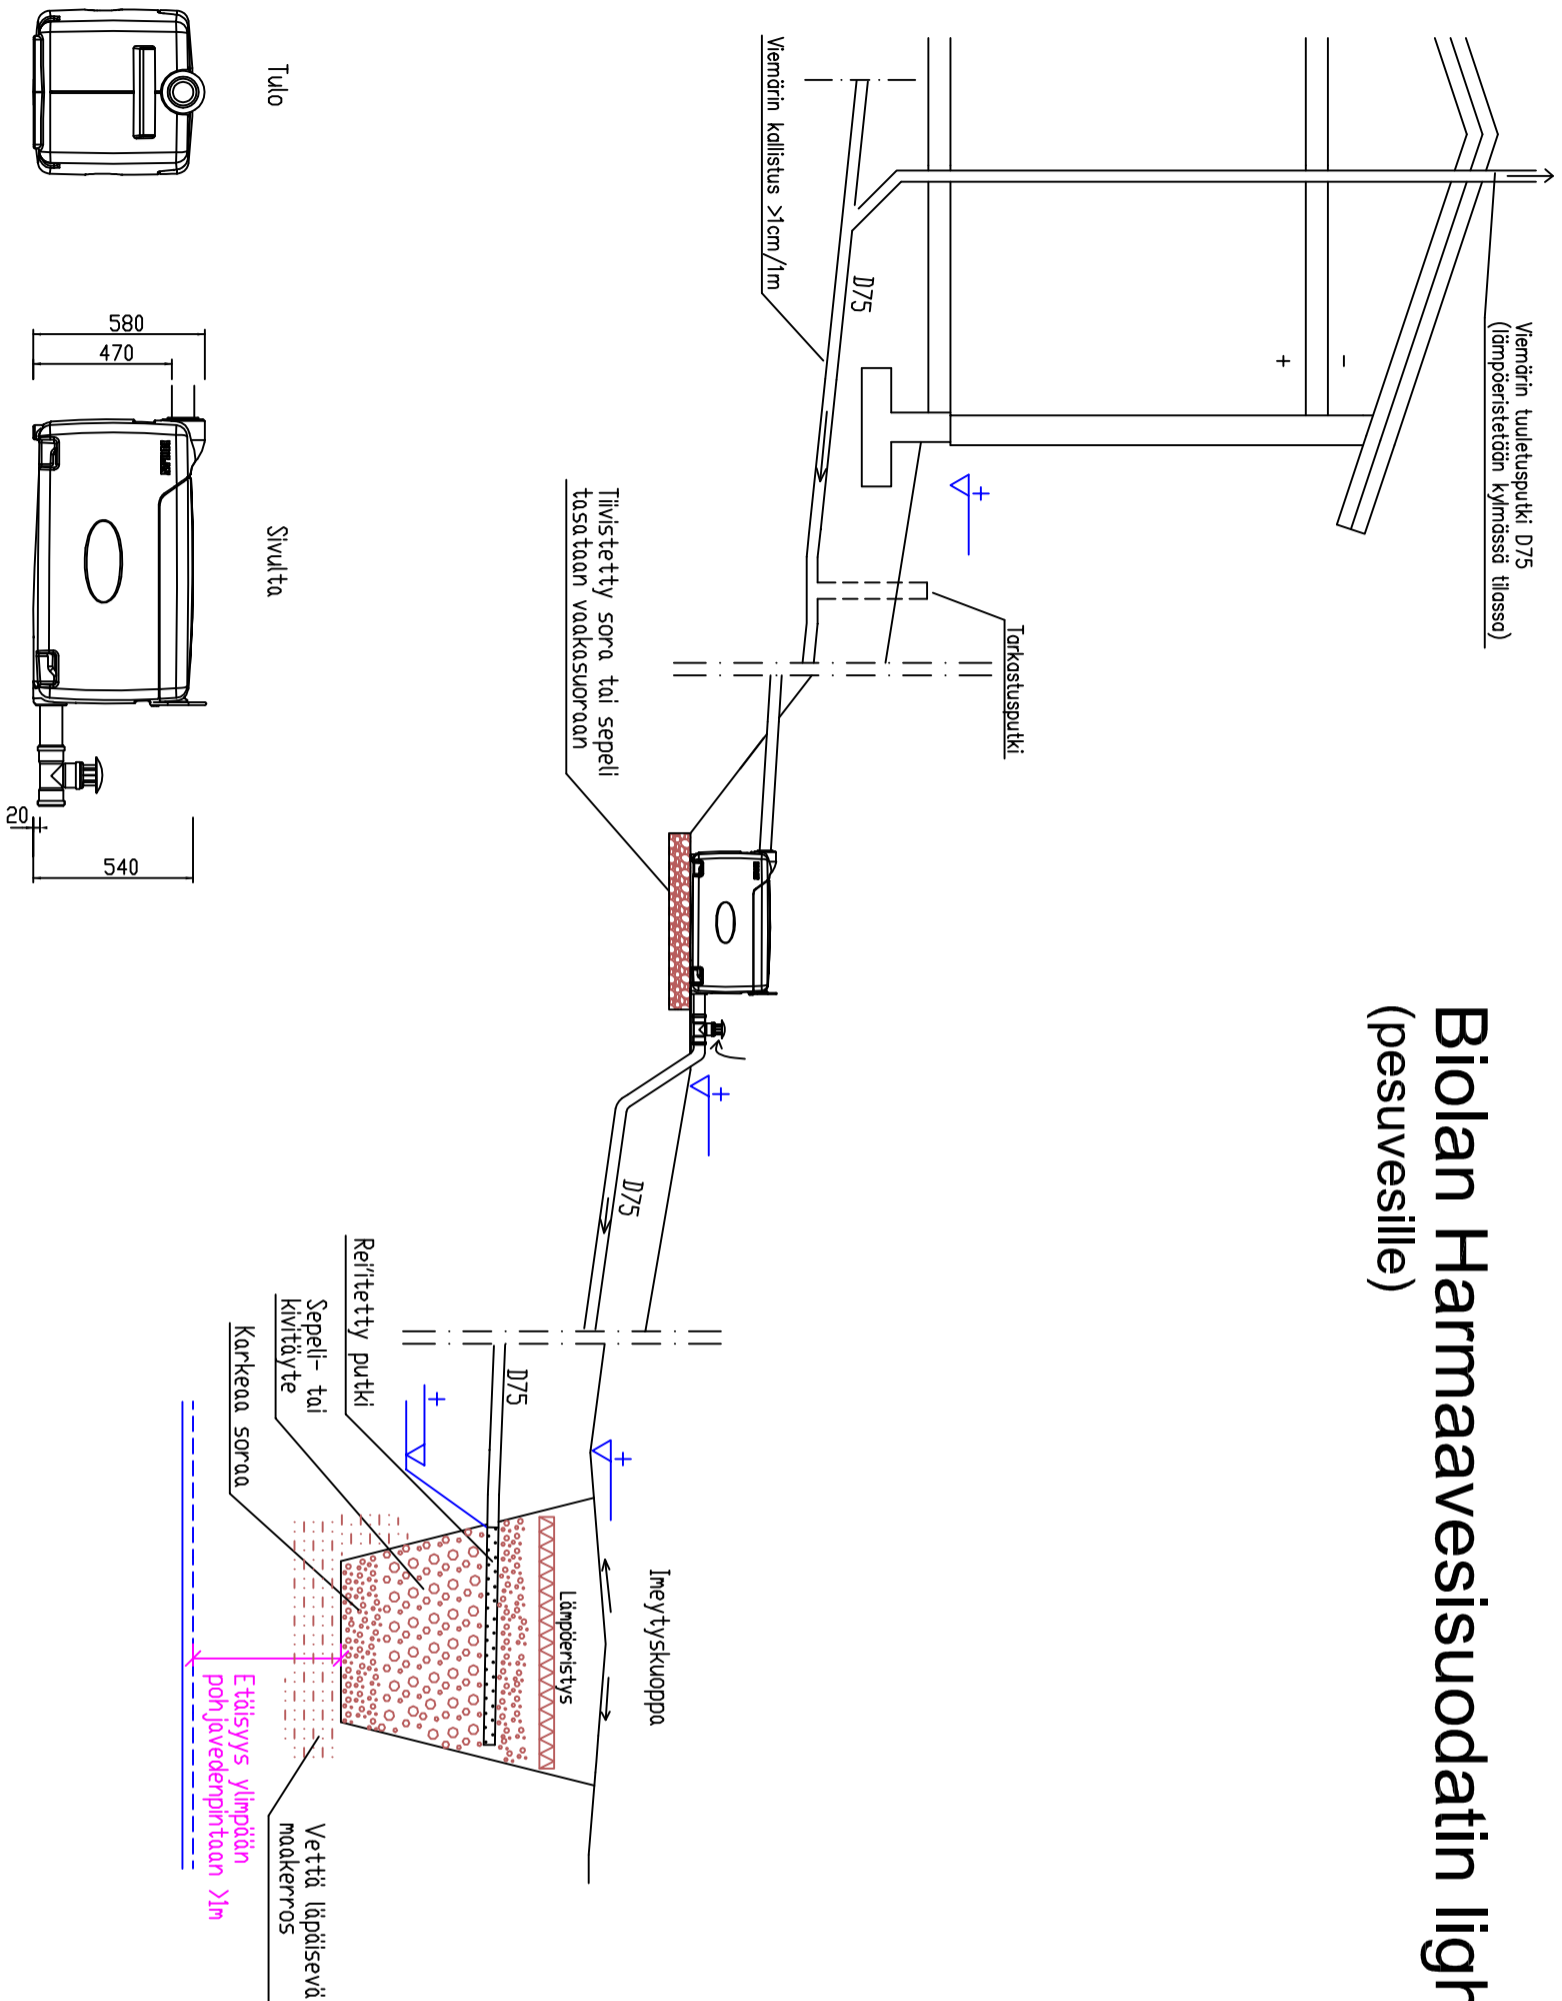 Biolan Harmaavesisuodatin ligh
(pesuvesille)
Viemärin tuuletusputki D75
(lämpöeristetään kylmässä tilassa)
-
+
Viemärin kallistus >1cm/1m
D75
+
Tarkastusputki
Tiivistetty sora tai sepeli
tasataan vaakasuoraan
+
D75
D75
+
+
Imeytyskuoppa
Lämpöeristys
Rei'itetty putki
Sepeli- tai
kivitäyte
Karkeaa soraa
Etäisyys ylimpään
pohjavedenpintaan >1m
Vettä läpäisevä
maakerros
Tulo
Sivulta
580
470
BIOLAN
20
540